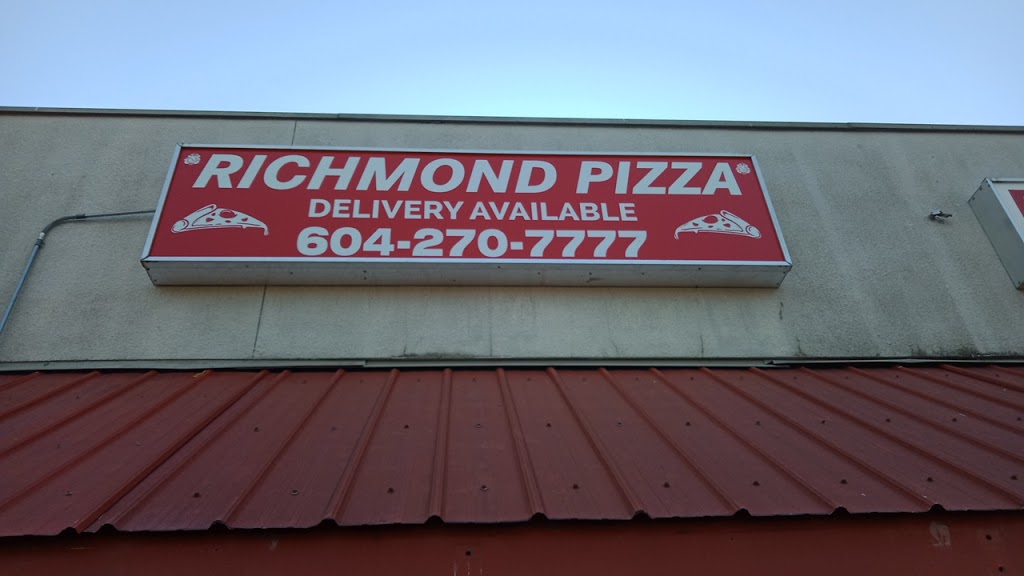 RICHMOND PIZZA
DELIVERY AVAILABLE
604-270-7777